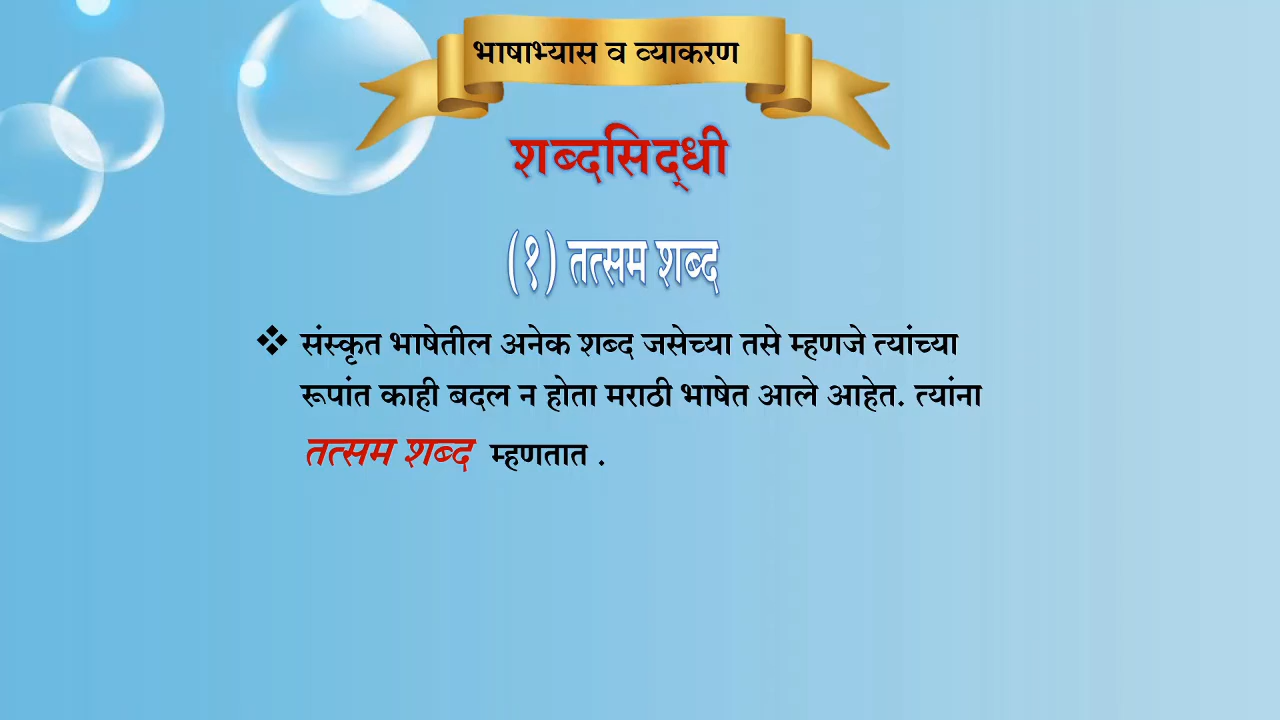 भाषाभ्यास व व्याकरण
शब्दसिद्‌धी
(१) तत्सम शब्द
❖ संस्कृत भाषेतील अनेक शब्द जसेच्या तसे म्हणजे त्यांच्या
रूपांत काही बदल न होता मराठी भाषेत आले आहेत. त्यांना
तत्सम शब्द म्हणतात .